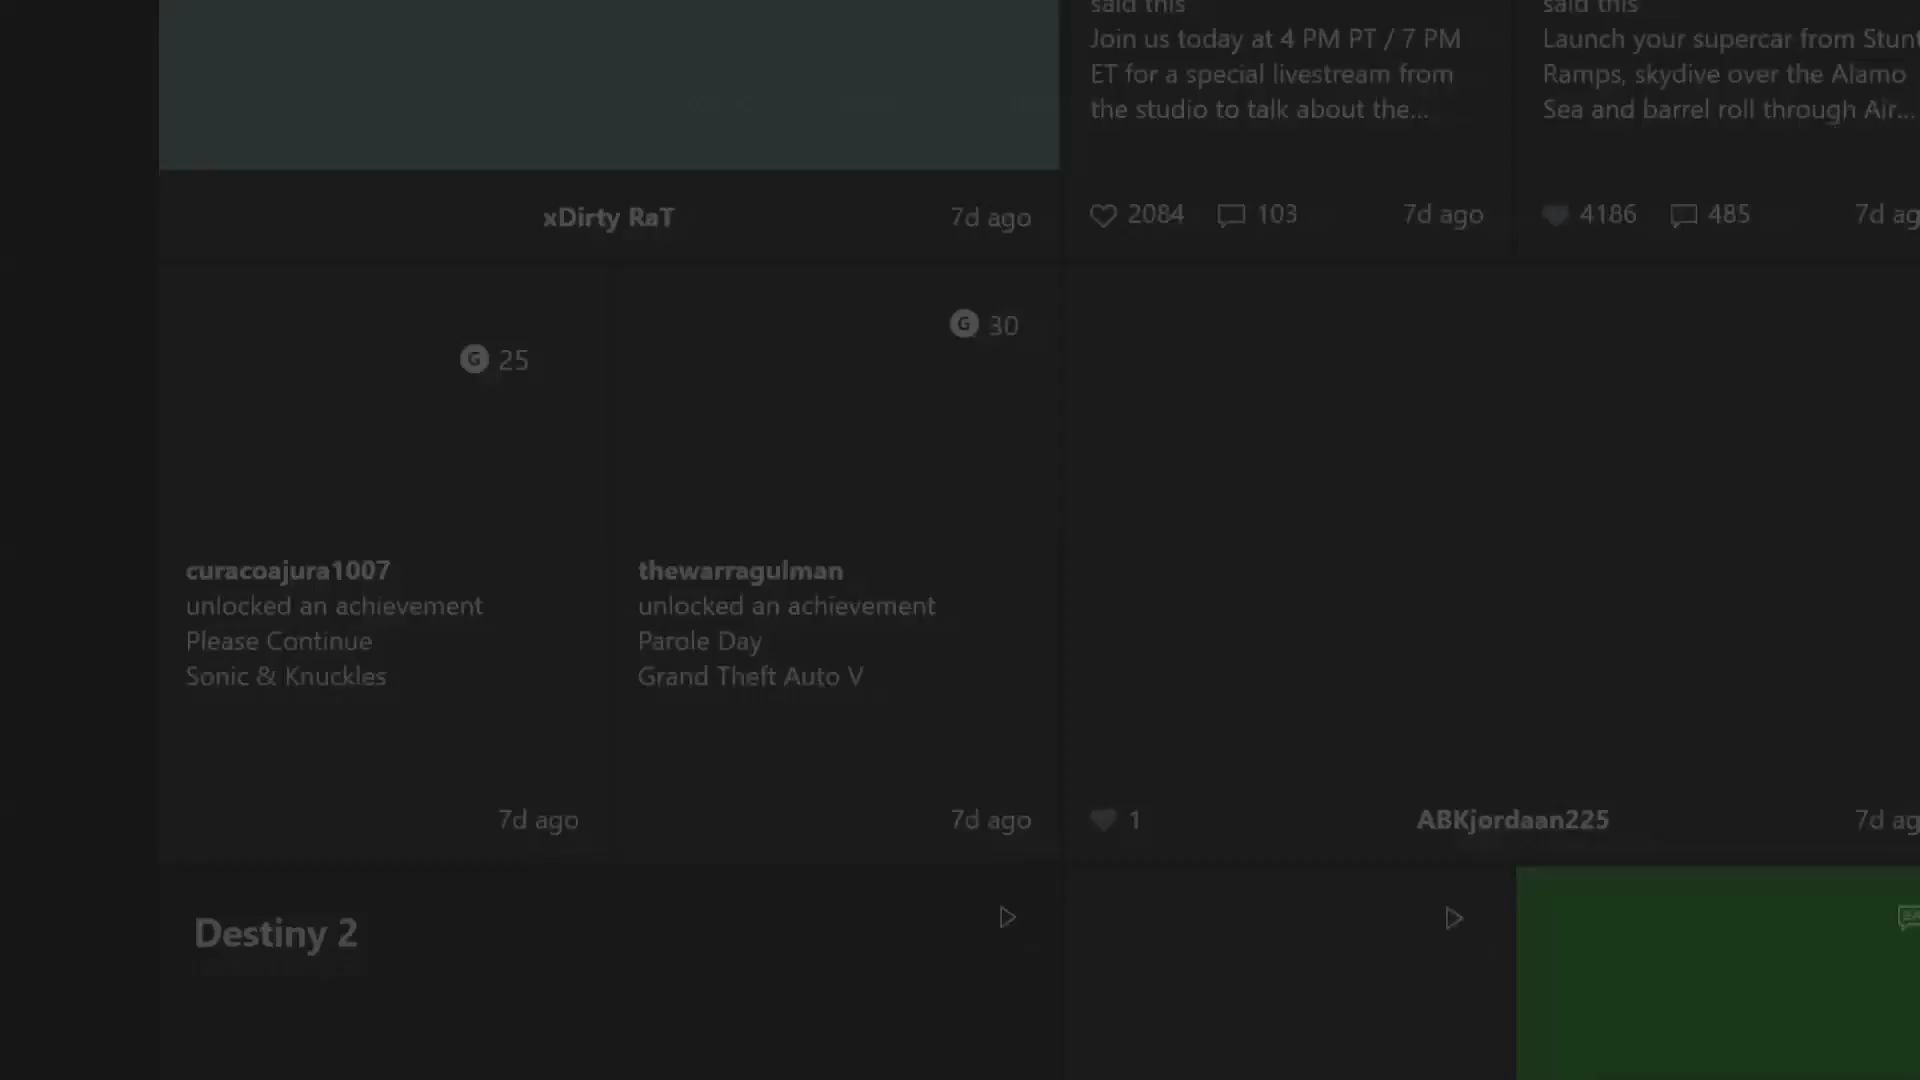 said this
Join us today at 4 PM PT / 7 PM
ET for a special livestream from
the studio to talk about the...
2084 103 7d ago
said this
Launch your supercar from Stunt
Ramps, skydive over the Alamo
Sea and barrel roll through Air...
4186 485 7d ag
xDirty RaT 7d ago
G 25
curacoajura1007
unlocked an achievement
Please Continue
Sonic & Knuckles
7d ago
G 30
thewarragulman
unlocked an achievement
Parole Day
Grand Theft Auto V
7d ago
1 ABKjordaan225 7d ag
Destiny 2